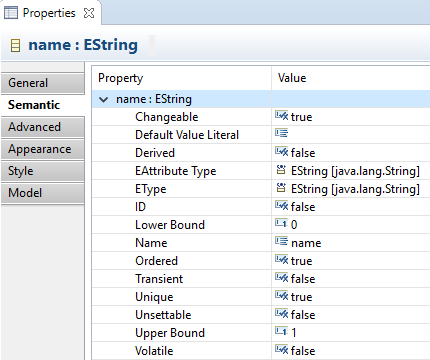 Properties
name : EString
General
Semantic
Advanced
Appearance
Style
Model
Property Value
name : EString
Changeable true
Default Value Literal
Derived false
EAttribute Type EString [java.lang.String]
EType EString [java.lang.String]
ID false
Lower Bound 0
Name name
Ordered true
Transient false
Unique true
Unsettable false
Upper Bound 1
Volatile false